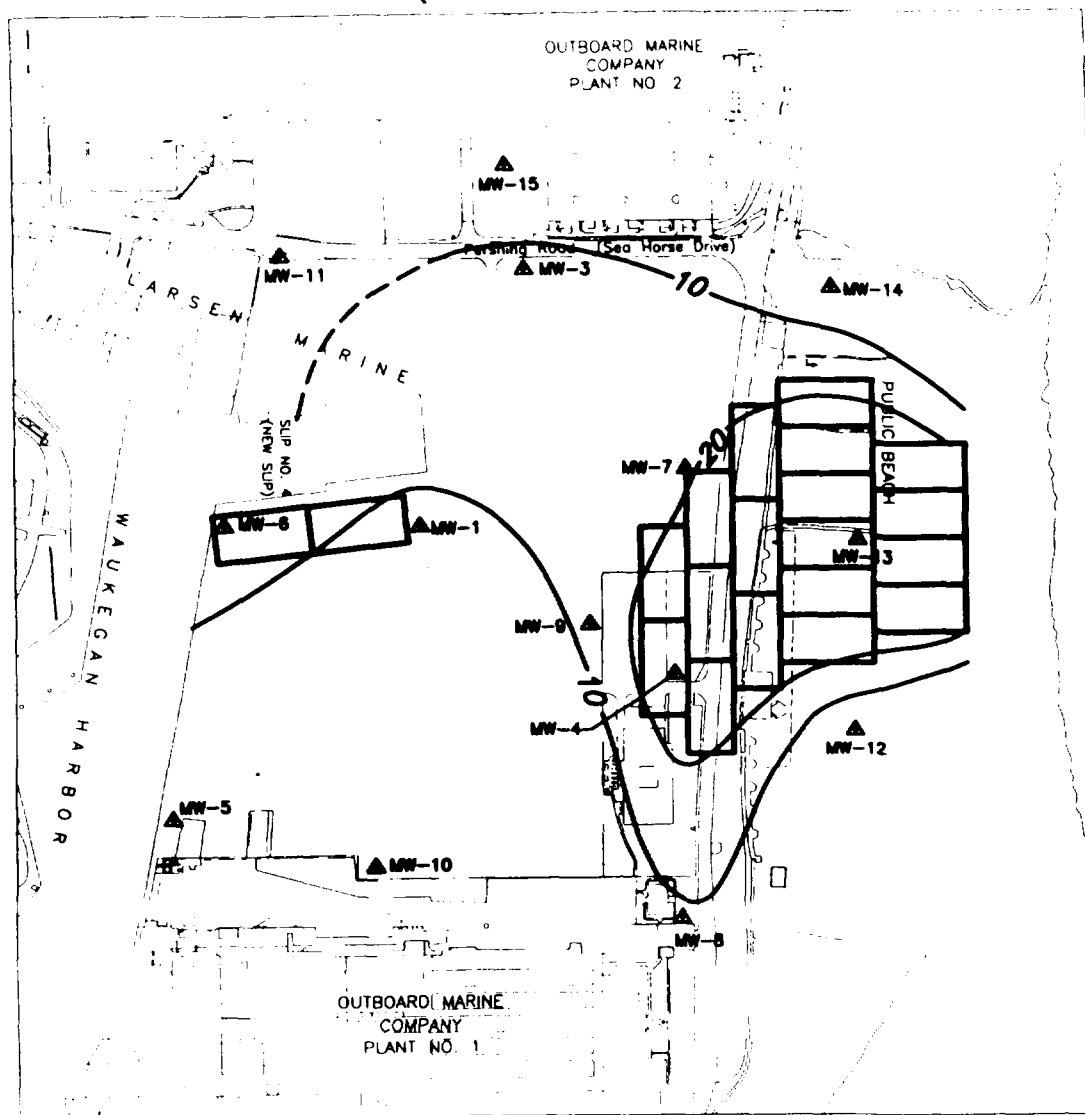 OUTBOARD MARINE
COMPANY
PLANT NO 2
MW-15
Pershing Road (Sea Horse Drive)
MW-11
MW-3
10
MW-14
LARSEN
MARINE
PUBLIC BEACH
20
MW-7
SLIP NO. 4
(NEW SLIP)
MW-6
MW-1
MW-13
WAUKEGAN HARBOR
MW-9
10
MW-4
MW-12
MW-5
MW-10
MW-8
OUTBOARD MARINE
COMPANY
PLANT NO. 1